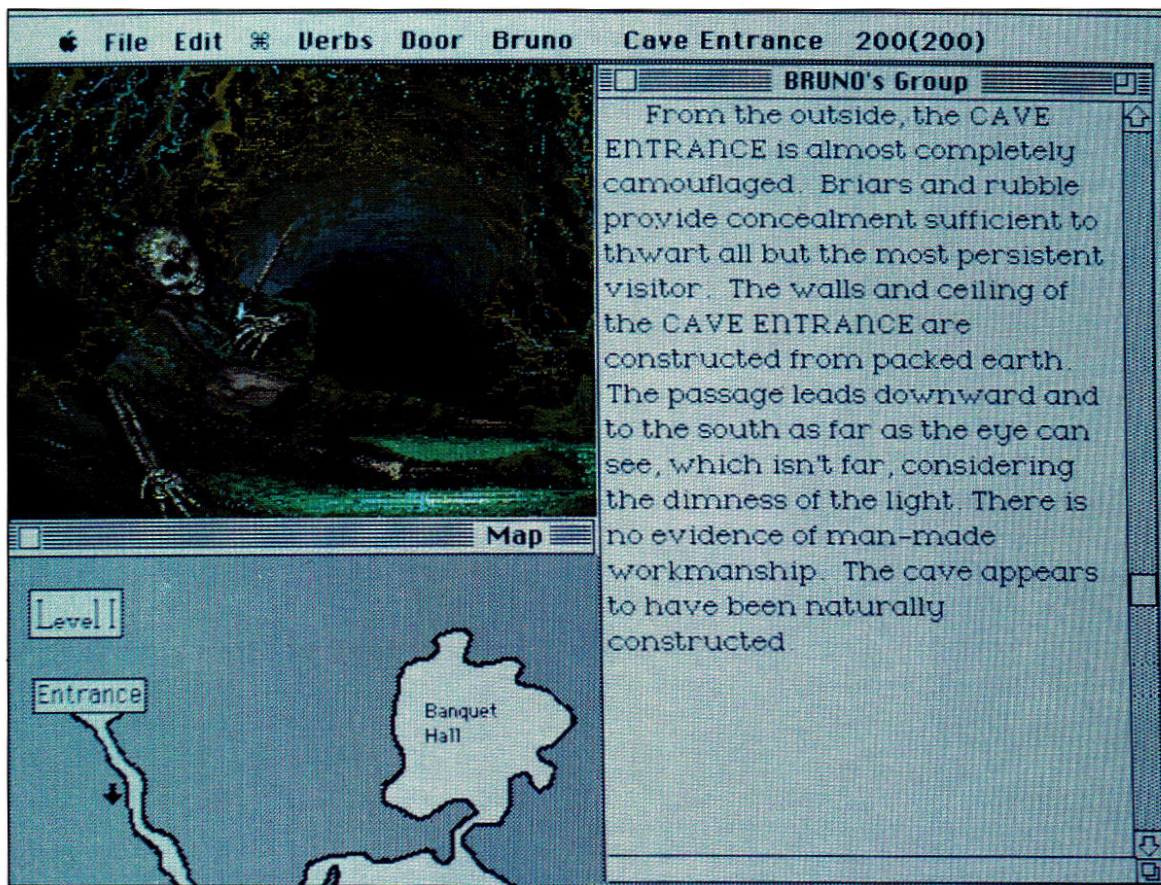 File Edit ⌘ Verbs Door Bruno Cave Entrance 200(200)
BRUNO's Group
From the outside, the CAVE
ENTRANCE is almost completely
camouflaged. Briars and rubble
provide concealment sufficient to
thwart all but the most persistent
visitor. The walls and ceiling of
the CAVE ENTRANCE are
constructed from packed earth.
The passage leads downward and
to the south as far as the eye can
see, which isn't far, considering
the dimness of the light. There is
no evidence of man-made
workmanship. The cave appears
to have been naturally
constructed
Map
Level I
Entrance
Banquet
Hall